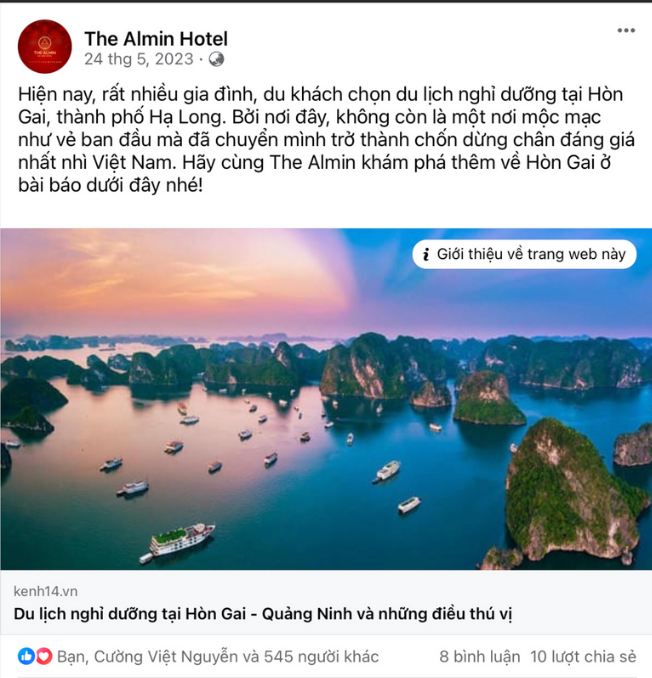 The Almin Hotel
24 thg 5, 2023 ·
Hiện nay, rất nhiều gia đình, du khách chọn du lịch nghỉ dưỡng tại Hòn
Gai, thành phố Hạ Long. Bởi nơi đây, không còn là một nơi mộc mạc
như vẻ ban đầu mà đã chuyển mình trở thành chốn dừng chân đáng giá
nhất nhì Việt Nam. Hãy cùng The Almin khám phá thêm về Hòn Gai ở
bài báo dưới đây nhé!
Giới thiệu về trang web này
kenh14.vn
Du lịch nghỉ dưỡng tại Hòn Gai - Quảng Ninh và những điều thú vị
Bạn, Cường Việt Nguyễn và 545 người khác 8 bình luận 10 lượt chia sẻ